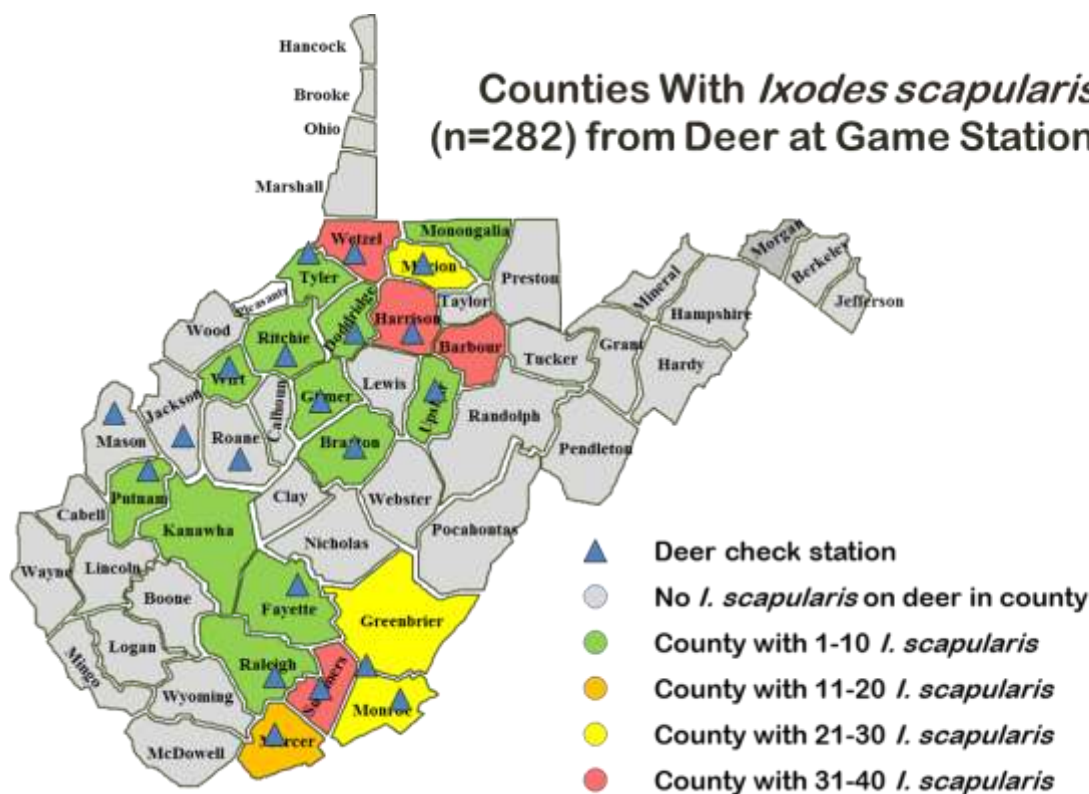 Hancock
Brooke
Ohio
Marshall
Counties With Ixodes scapularis
(n=282) from Deer at Game Station
Wetzel
Monongalia
Marion
Tyler
Preston
Morgan
Berkeley
Jefferson
Mineral
Hampshire
Pleasants
Taylor
Doddridge
Harrison
Wood
Ritchie
Barbour
Tucker
Grant
Hardy
Wirt
Lewis
Gilmer
Upshur
Calhoun
Jackson
Randolph
Mason
Roane
Braxton
Pendleton
Putnam
Clay
Webster
Cabell
Kanawha
Pocahontas
Nicholas
Wayne
Lincoln
Boone
Fayette
Greenbrier
Logan
Mingo
Raleigh
Wyoming
Summers
Monroe
Mercer
McDowell
Deer check station
No I. scapularis on deer in county
County with 1-10 I. scapularis
County with 11-20 I. scapularis
County with 21-30 I. scapularis
County with 31-40 I. scapularis